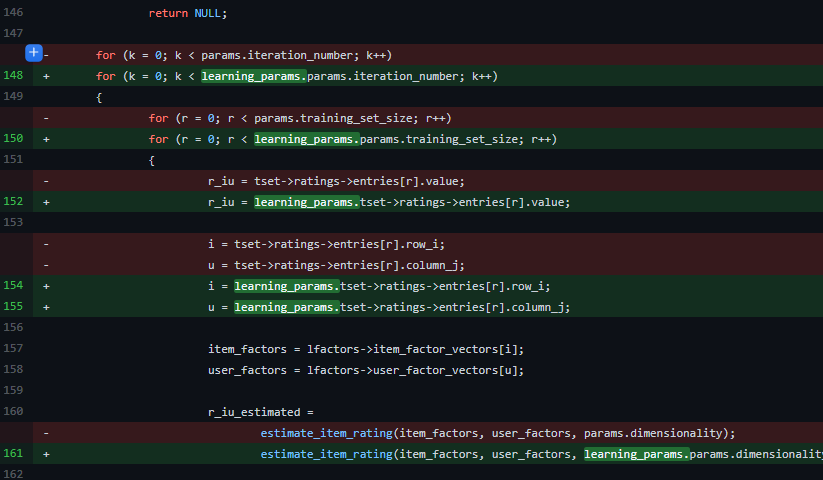 146 return NULL;
147
- for (k = 0; k < params.iteration_number; k++)
148 + for (k = 0; k < learning_params.params.iteration_number; k++)
149 {
- for (r = 0; r < params.training_set_size; r++)
150 + for (r = 0; r < learning_params.params.training_set_size; r++)
151 {
- r_iu = tset->ratings->entries[r].value;
152 + r_iu = learning_params.tset->ratings->entries[r].value;
153
- i = tset->ratings->entries[r].row_i;
- u = tset->ratings->entries[r].column_j;
154 + i = learning_params.tset->ratings->entries[r].row_i;
155 + u = learning_params.tset->ratings->entries[r].column_j;
156
157 item_factors = lfactors->item_factor_vectors[i];
158 user_factors = lfactors->user_factor_vectors[u];
159
160 r_iu_estimated =
- estimate_item_rating(item_factors, user_factors, params.dimensionality);
161 + estimate_item_rating(item_factors, user_factors, learning_params.params.dimensionality
162